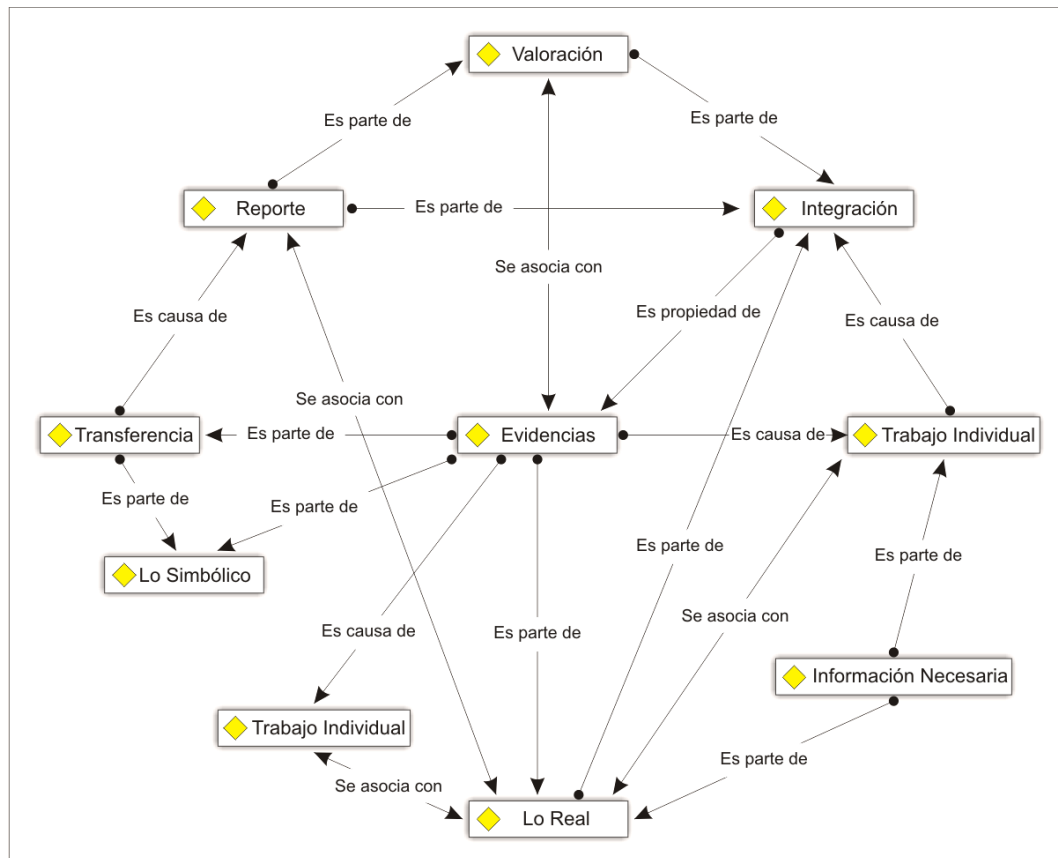 Valoración
Es parte de
Es parte de
Reporte
Es parte de
Integración
Se asocia con
Es causa de
Es propiedad de
Es causa de
Se asocia con
Transferencia
Es parte de
Evidencias
Es causa de
Trabajo Individual
Es parte de
Es parte de
Lo Simbólico
Es parte de
Es parte de
Se asocia con
Es causa de
Es parte de
Información Necesaria
Trabajo Individual
Es parte de
Se asocia con
Lo Real